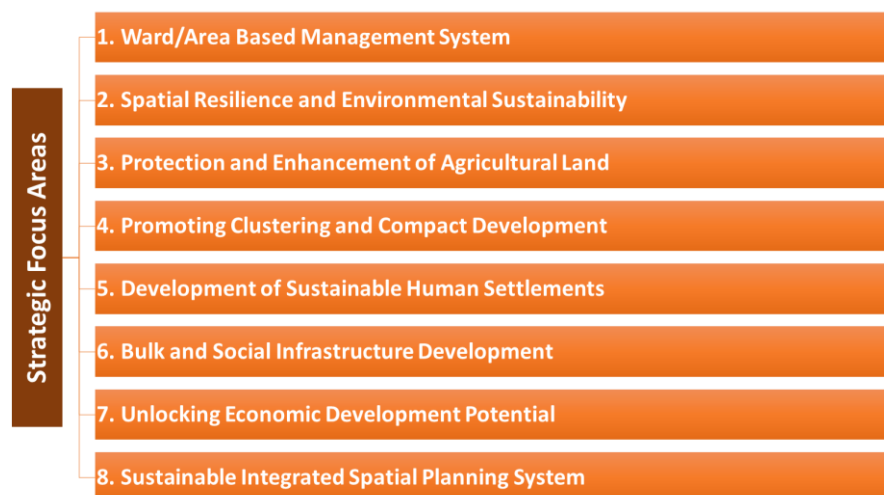 Strategic Focus Areas
1. Ward/Area Based Management System
2. Spatial Resilience and Environmental Sustainability
3. Protection and Enhancement of Agricultural Land
4. Promoting Clustering and Compact Development
5. Development of Sustainable Human Settlements
6. Bulk and Social Infrastructure Development
7. Unlocking Economic Development Potential
8. Sustainable Integrated Spatial Planning System